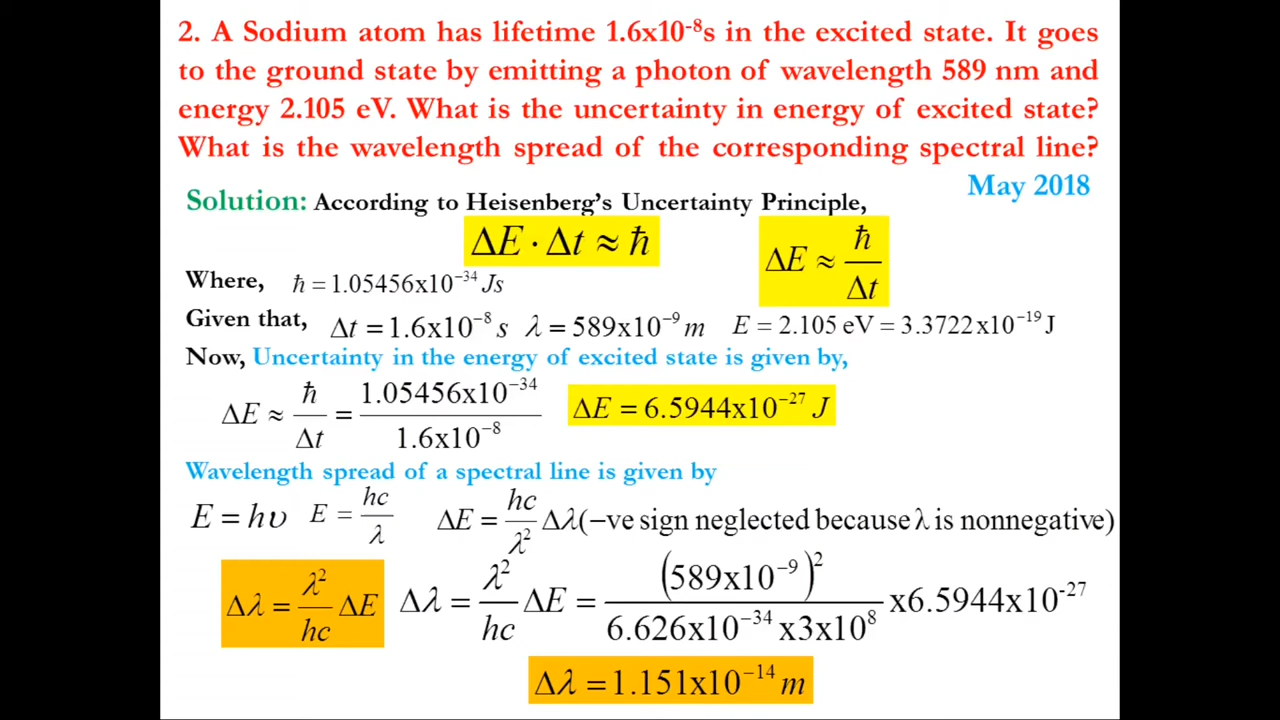 2. A Sodium atom has lifetime 1.6x10⁻⁸s in the excited state. It goes
to the ground state by emitting a photon of wavelength 589 nm and
energy 2.105 eV. What is the uncertainty in energy of excited state?
What is the wavelength spread of the corresponding spectral line?
May 2018
Solution: According to Heisenberg's Uncertainty Principle,
ΔE · Δt ≈ ħ
ΔE ≈ ħ/Δt
Where, ħ = 1.05456x10⁻³⁴ Js
Given that, Δt = 1.6x10⁻⁸ s λ = 589x10⁻⁹ m E = 2.105 eV = 3.3722x10⁻¹⁹ J
Now, Uncertainty in the energy of excited state is given by,
ΔE ≈ ħ/Δt = 1.05456x10⁻³⁴/1.6x10⁻⁸ ΔE = 6.5944x10⁻²⁷ J
Wavelength spread of a spectral line is given by
E = hυ E = hc/λ ΔE = hc/λ² Δλ(−ve sign neglected because λ is nonnegative)
Δλ = λ²/hc ΔE Δλ = λ²/hc ΔE = (589x10⁻⁹)²/6.626x10⁻³⁴ x3x10⁸ x6.5944x10⁻²⁷
Δλ = 1.151x10⁻¹⁴ m